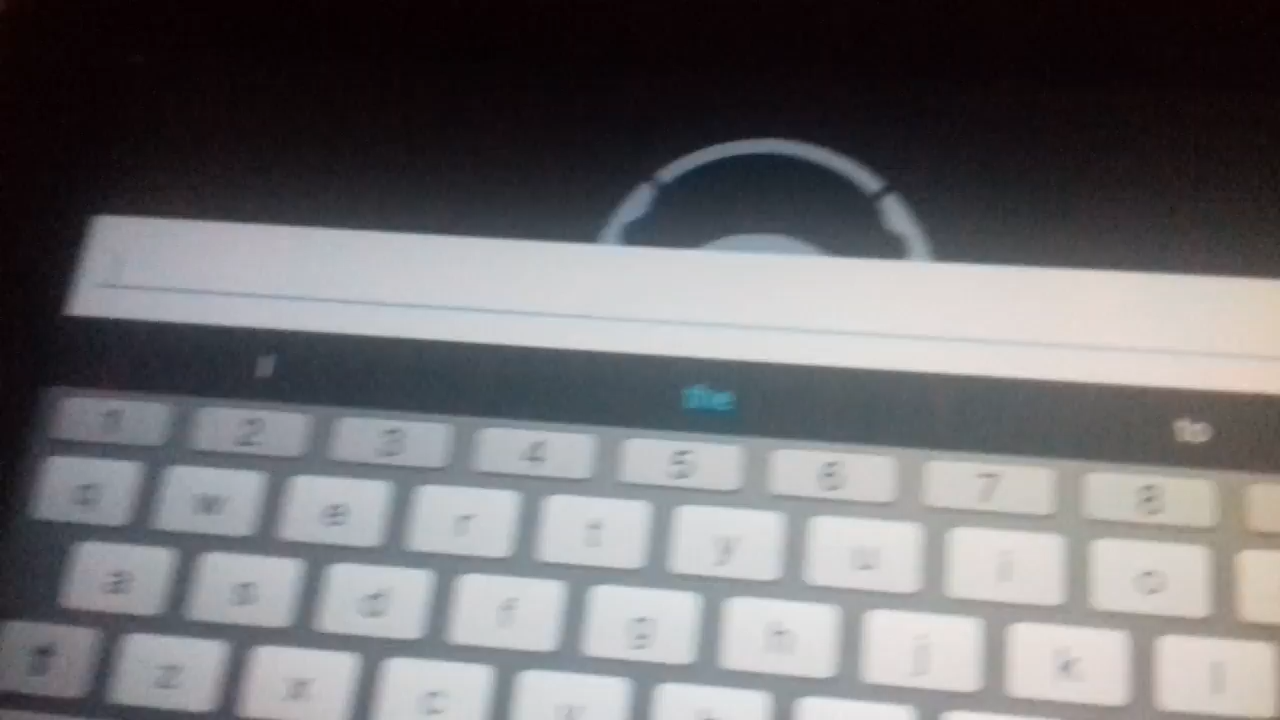 the to
1 2 3 4 5 6 7 8
q w e r t y u i o
a s d f g h j k l
z x c v